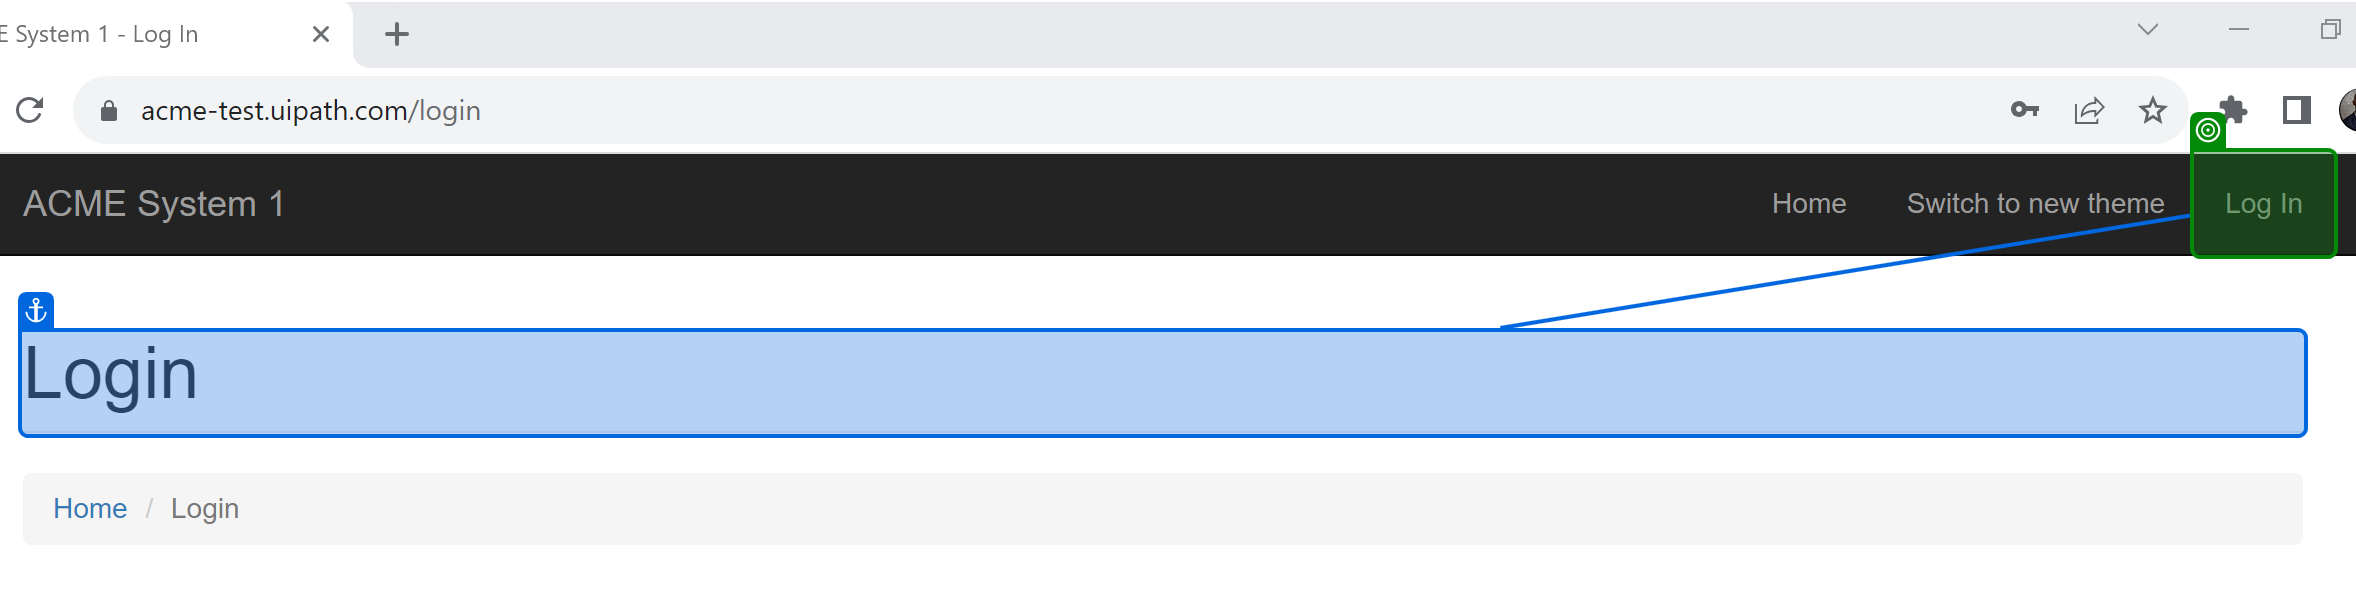 E System 1 - Log In
acme-test.uipath.com/login
ACME System 1
Home
Switch to new theme
Log In
Login
Home / Login